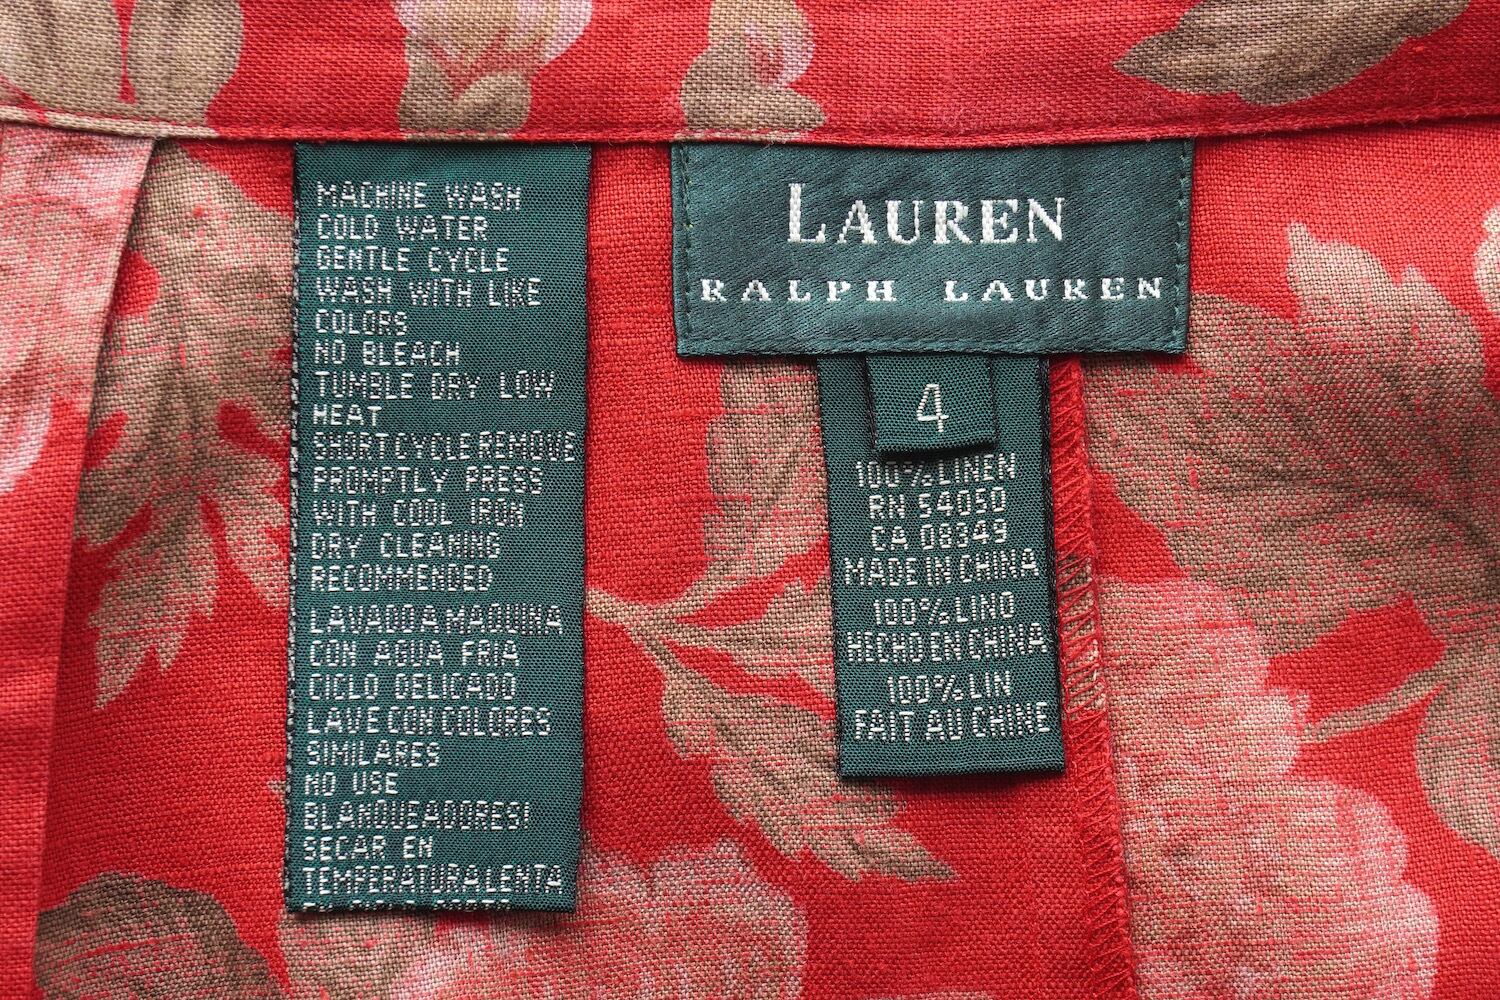 MACHINE WASH
COLD WATER
GENTLE CYCLE
WASH WITH LIKE
COLORS
NO BLEACH
TUMBLE DRY LOW
HEAT
SHORT CYCLE REMOVE
PROMPTLY PRESS
WITH COOL IRON
DRY CLEANING
RECOMMENDED
LAVADO A MAQUINA
CON AGUA FRIA
CICLO DELICADO
LAVE CON COLORES
SIMILARES
NO USE
BLANQUEADORES!
SECAR EN
TEMPERATURA LENTA
LAUREN
RALPH LAUREN
4
100% LINEN
RN 54050
CA 08349
MADE IN CHINA
100% LINO
HECHO EN CHINA
100% LIN
FAIT AU CHINE